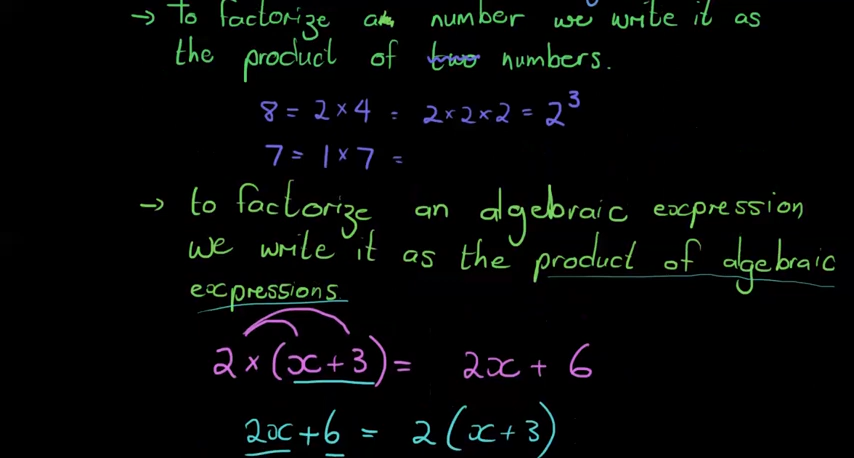 → To factorize a number we write it as
the product of two numbers.
8 = 2 × 4 = 2 × 2 × 2 = 2³
7 = 1 × 7 =
→ to factorize an algebraic expression
we write it as the product of algebraic
expressions
2 × (x + 3) = 2x + 6
2x + 6 = 2 (x + 3)